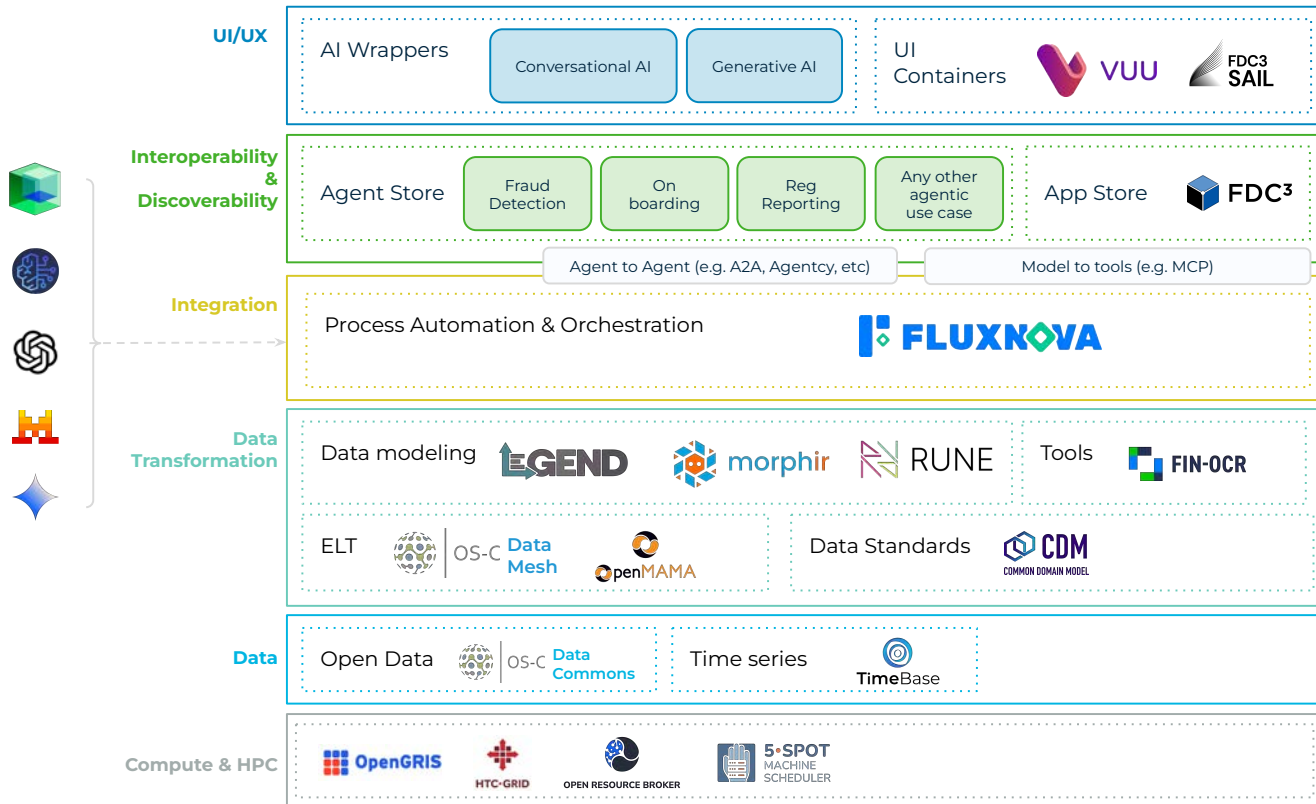 UI/UX
AI Wrappers
Conversational AI
Generative AI
UI
Containers
VUU
FDC3
SAIL
Interoperability
&
Discoverability
Agent Store
Fraud
Detection
On
boarding
Reg
Reporting
Any other
agentic
use case
App Store
FDC³
Agent to Agent (e.g. A2A, Agentcy, etc)
Model to tools (e.g. MCP)
Integration
Process Automation & Orchestration
FLUXNOVA
Data
Transformation
Data modeling
LEGEND
morphir
RUNE
Tools
FIN-OCR
ELT
OS-C
Data
Mesh
OpenMAMA
Data Standards
CDM
COMMON DOMAIN MODEL
Data
Open Data
OS-C
Data
Commons
Time series
TimeBase
Compute & HPC
OpenGRIS
HTC-GRID
OPEN RESOURCE BROKER
5•SPOT
MACHINE
SCHEDULER